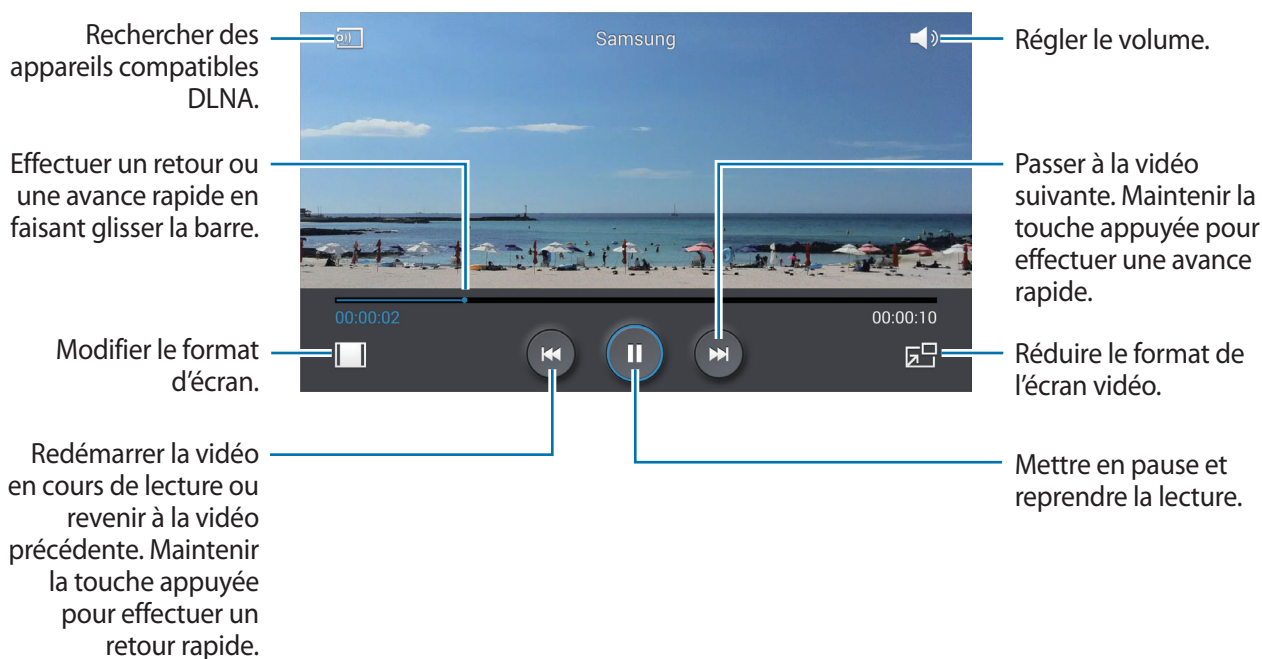 Rechercher des
appareils compatibles
DLNA.
Samsung
Régler le volume.
Effectuer un retour ou
une avance rapide en
faisant glisser la barre.
Passer à la vidéo
suivante. Maintenir la
touche appuyée pour
effectuer une avance
rapide.
00:00:02
00:00:10
Modifier le format
d’écran.
Réduire le format de
l’écran vidéo.
Redémarrer la vidéo
en cours de lecture ou
revenir à la vidéo
précédente. Maintenir
la touche appuyée
pour effectuer un
retour rapide.
Mettre en pause et
reprendre la lecture.